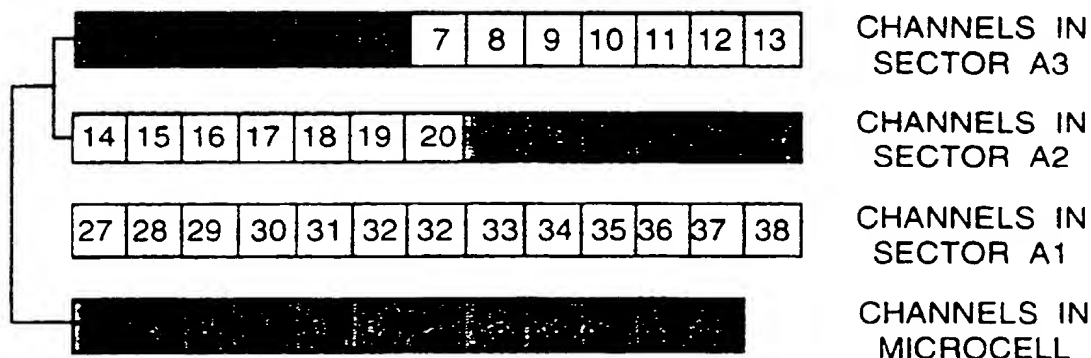 7 8 9 10 11 12 13
CHANNELS IN
SECTOR A3
14 15 16 17 18 19 20
CHANNELS IN
SECTOR A2
27 28 29 30 31 32 32 33 34 35 36 37 38
CHANNELS IN
SECTOR A1
CHANNELS IN
MICROCELL